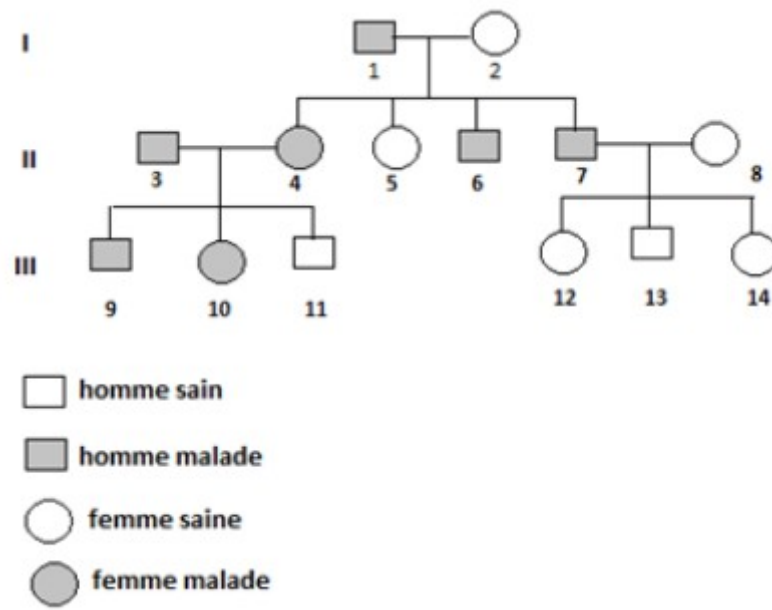 I
1 2
II
3 4 5 6 7 8
III
9 10 11 12 13 14
homme sain
homme malade
femme saine
femme malade